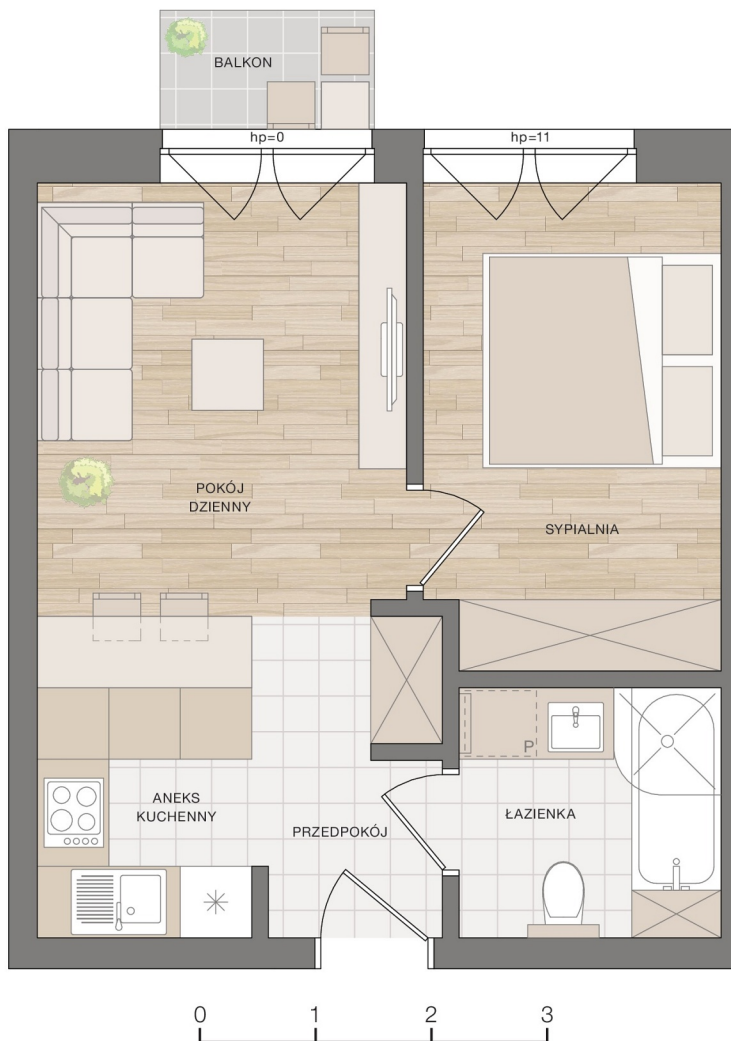 BALKON
hp=0
hp=11
POKÓJ
DZIENNY
SYPIALNIA
P
ANEKS
KUCHENNY
PRZEDPOKÓJ
ŁAZIENKA
0 1 2 3